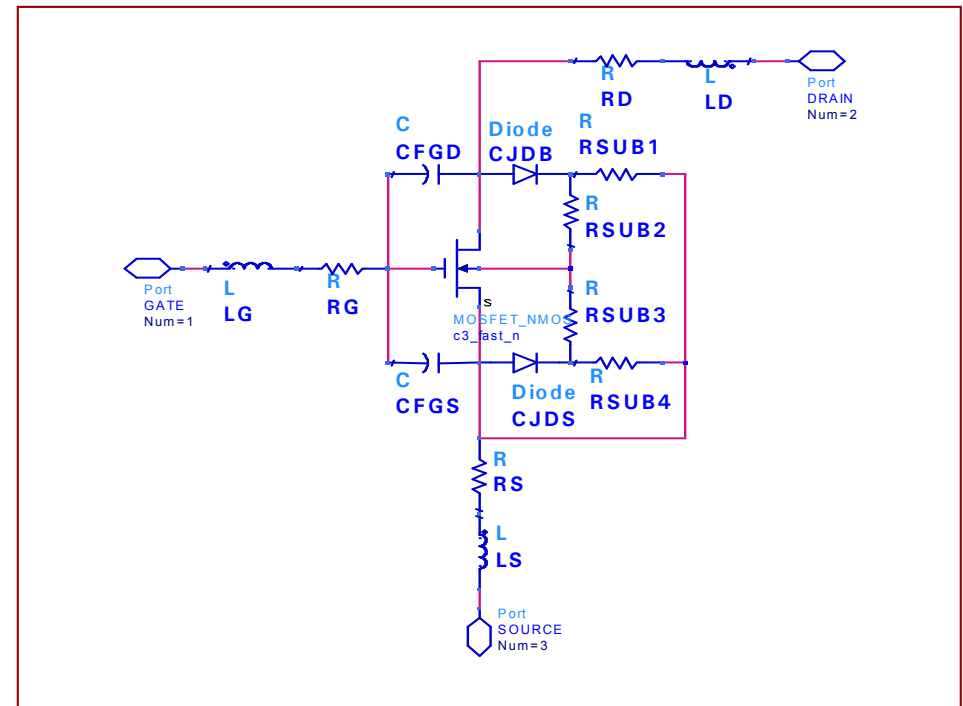 R
RD
L
LD
Port
DRAIN
Num=2
C
CFGD
Diode
CJDB
R
RSUB1
R
RSUB2
Port
GATE
Num=1
L
LG
R
RG
S
MOSFET_NMOS
c3_fast_n
R
RSUB3
C
CFGS
Diode
CJDS
R
RSUB4
R
RS
L
LS
Port
SOURCE
Num=3